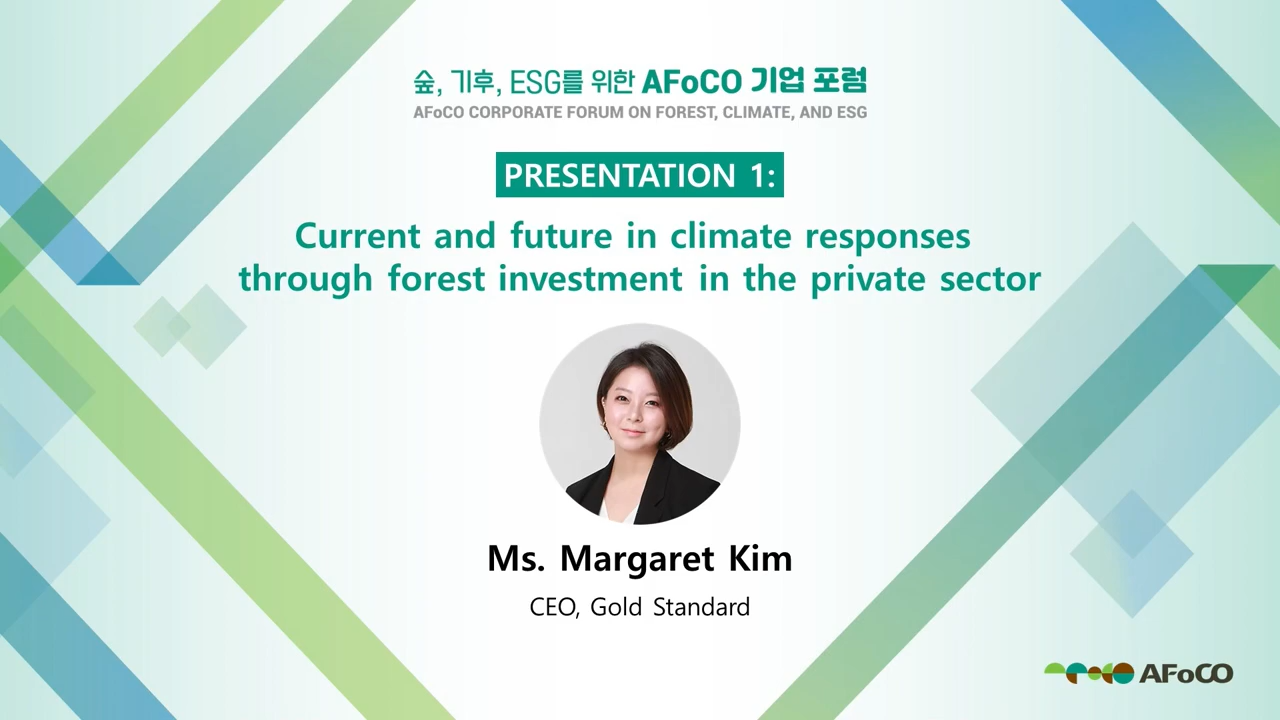 숲, 기후, ESG를 위한 AFoCO 기업 포럼
AFoCO CORPORATE FORUM ON FOREST, CLIMATE, AND ESG
PRESENTATION 1:
Current and future in climate responses
through forest investment in the private sector
Ms. Margaret Kim
CEO, Gold Standard
AFoCO